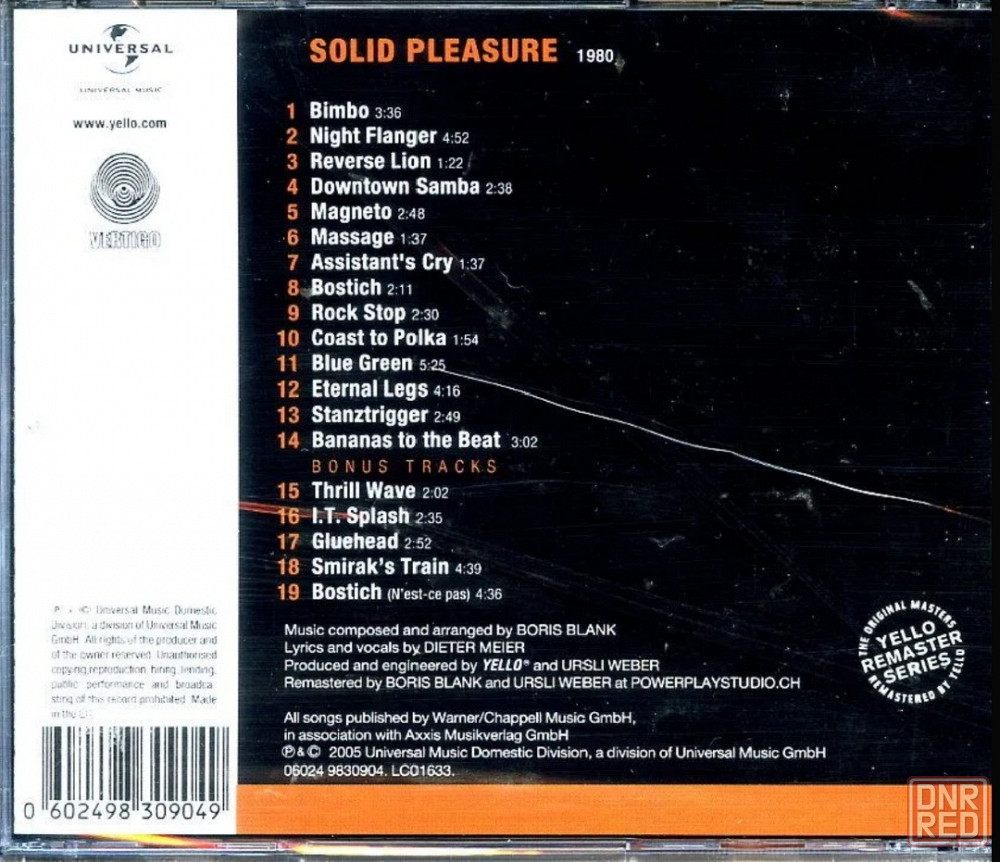 UNIVERSAL
UNIVERSAL MUSIC
www.yello.com
VERTIGO
SOLID PLEASURE 1980
1 Bimbo 3:36
2 Night Flanger 4:52
3 Reverse Lion 1:22
4 Downtown Samba 2:38
5 Magneto 2:48
6 Massage 1:37
7 Assistant's Cry 1:37
8 Bostich 2:11
9 Rock Stop 2:30
10 Coast to Polka 1:54
11 Blue Green 5:25
12 Eternal Legs 4:16
13 Stanztrigger 2:49
14 Bananas to the Beat 3:02
BONUS TRACKS
15 Thrill Wave 2:02
16 I.T. Splash 2:35
17 Gluehead 2:52
18 Smirak's Train 4:39
19 Bostich (N'est-ce pas) 4:36
Music composed and arranged by BORIS BLANK
Lyrics and vocals by DIETER MEIER
Produced and engineered by YELLO® and URSLI WEBER
Remastered by BORIS BLANK and URSLI WEBER at POWERPLAYSTUDIO.CH
All songs published by Warner/Chappell Music GmbH,
in association with Axxis Musikverlag GmbH
℗ & © 2005 Universal Music Domestic Division, a division of Universal Music GmbH
06024 9830904. LC01633.
℗ + © Universal Music Domestic
Division, a division of Universal Music
GmbH. All rights of the producer and
of the owner reserved. Unauthorised
copying, reproduction, hiring, lending,
public performance and broadca-
sting of this record prohibited. Made
in the EU
0 602498 309049
THE ORIGINAL MASTERS
YELLO
REMASTER
SERIES
REMASTERED BY YELLO
DNR
RED